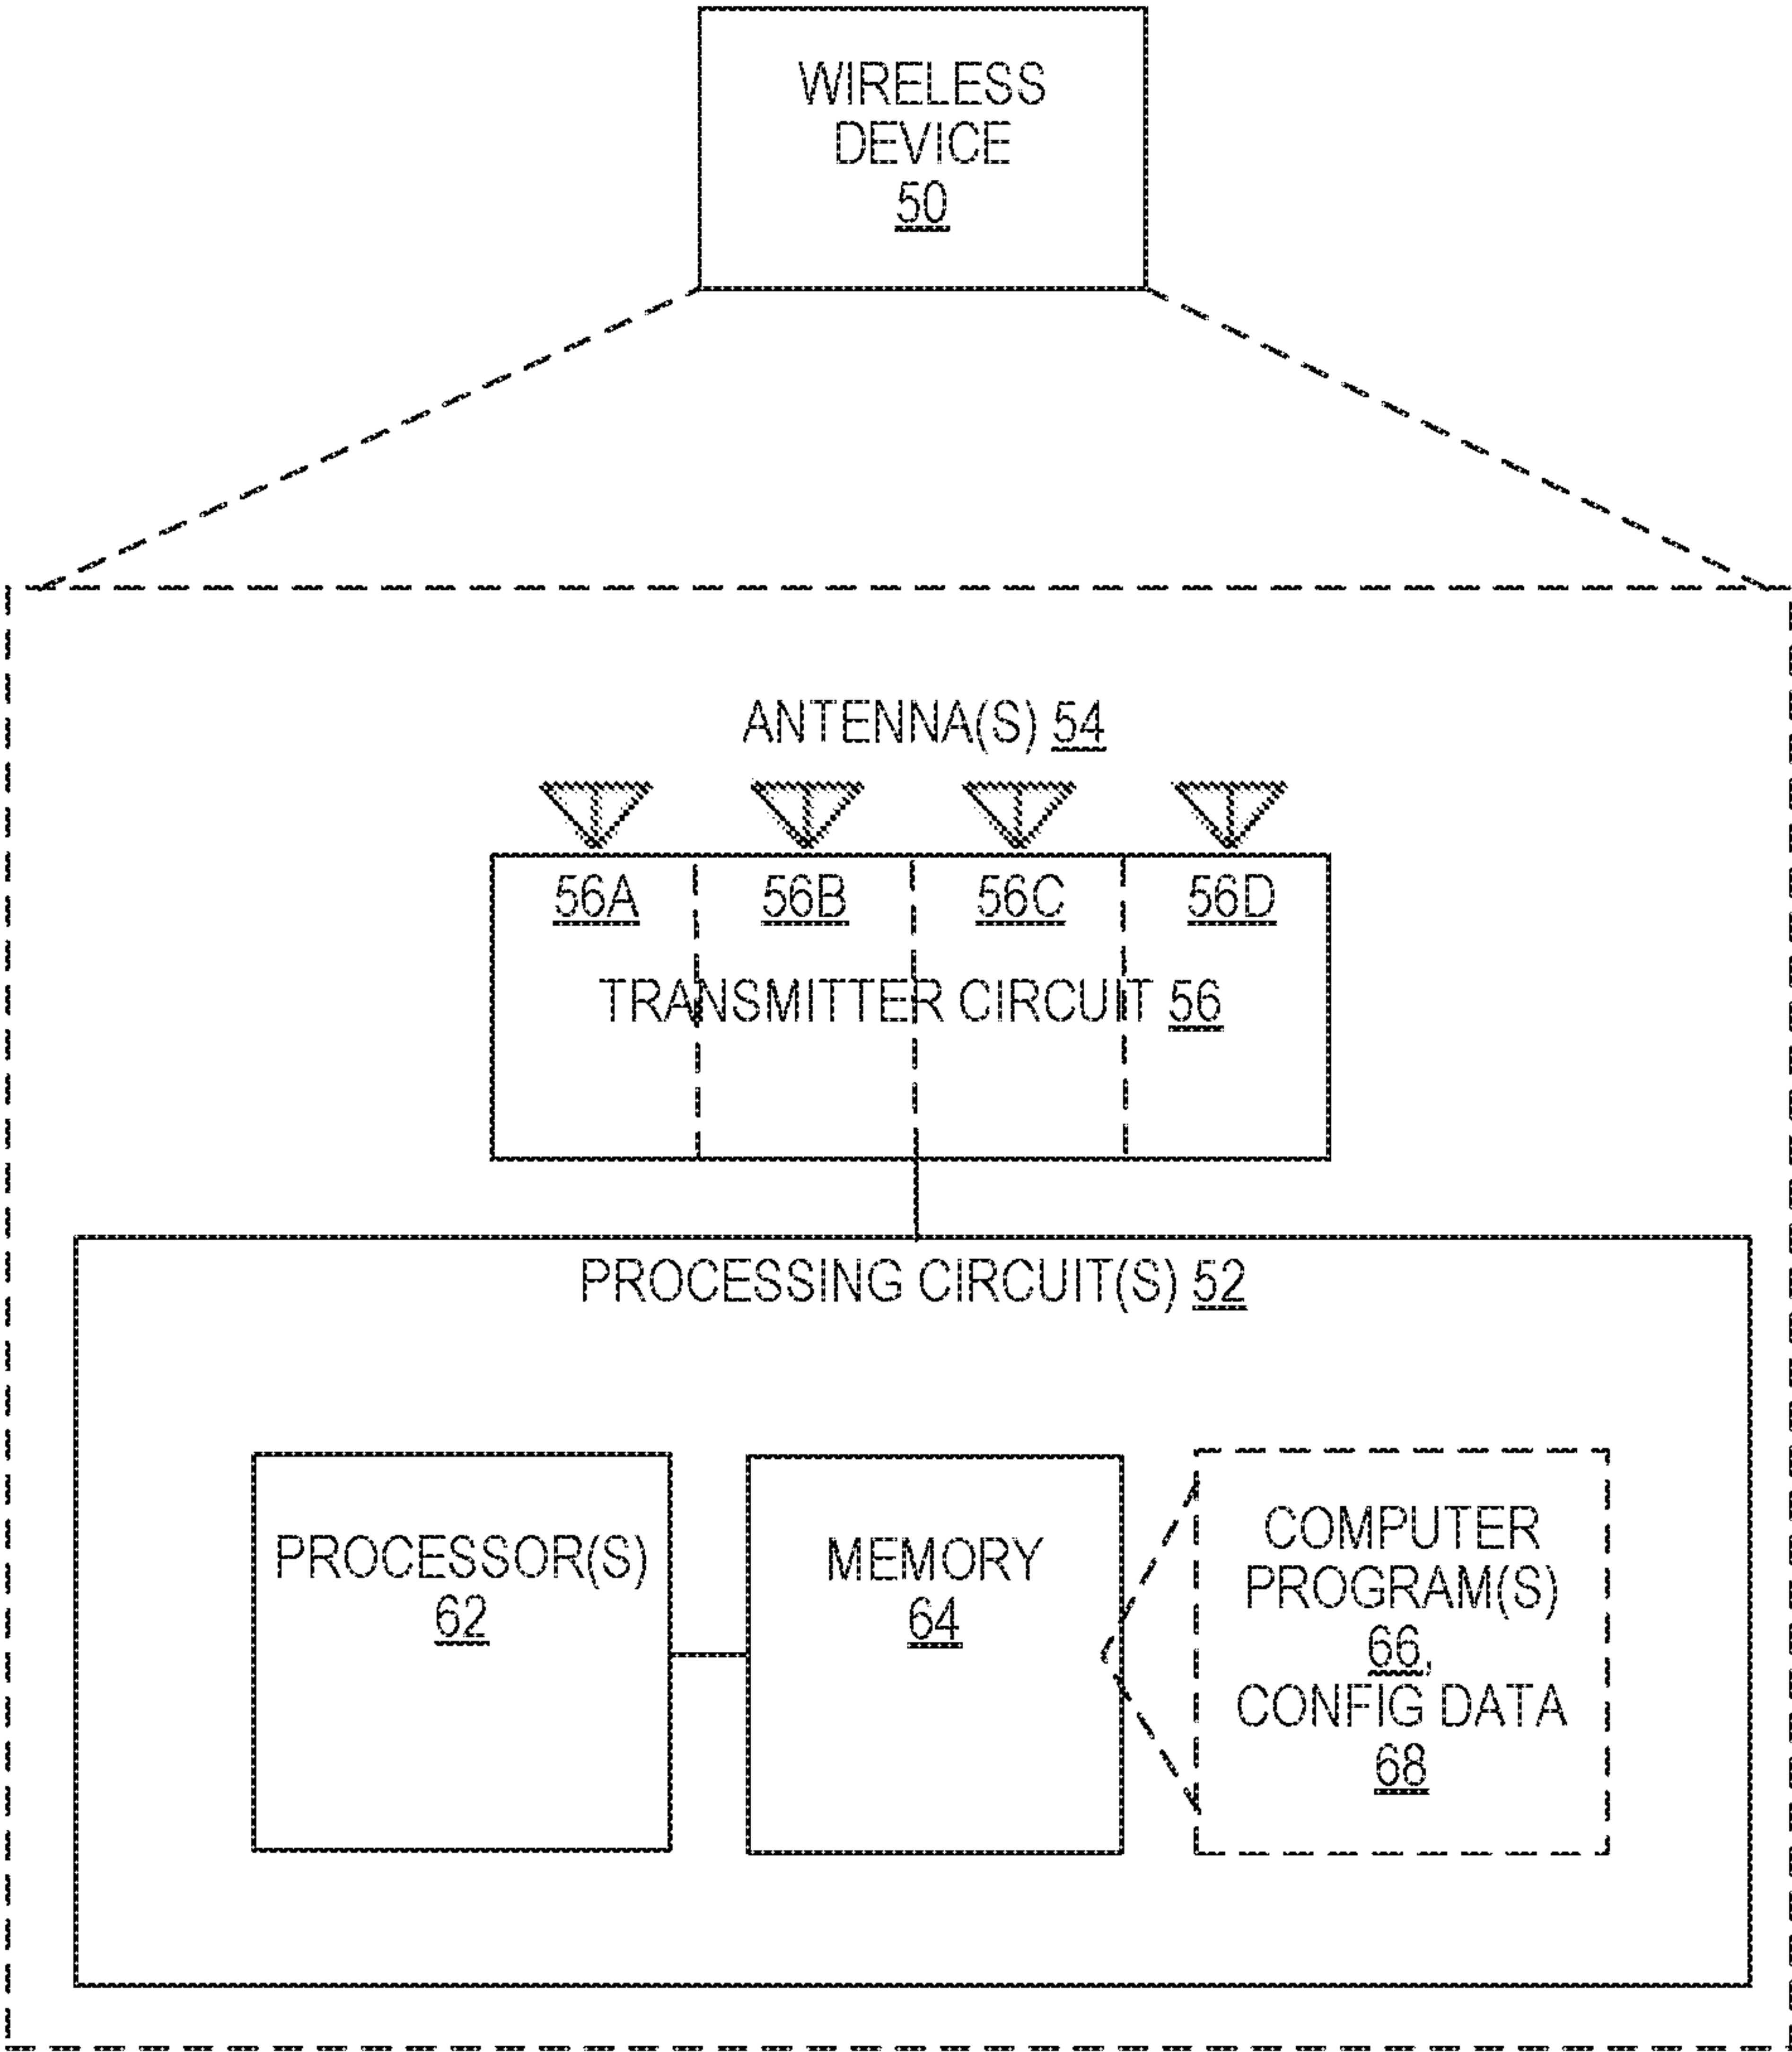 WIRELESS
DEVICE
50
ANTENNA(S) 54
56A 56B 56C 56D
TRANSMITTER CIRCUIT 56
PROCESSING CIRCUIT(S) 52
PROCESSOR(S)
62
MEMORY
64
COMPUTER
PROGRAM(S)
66,
CONFIG DATA
68